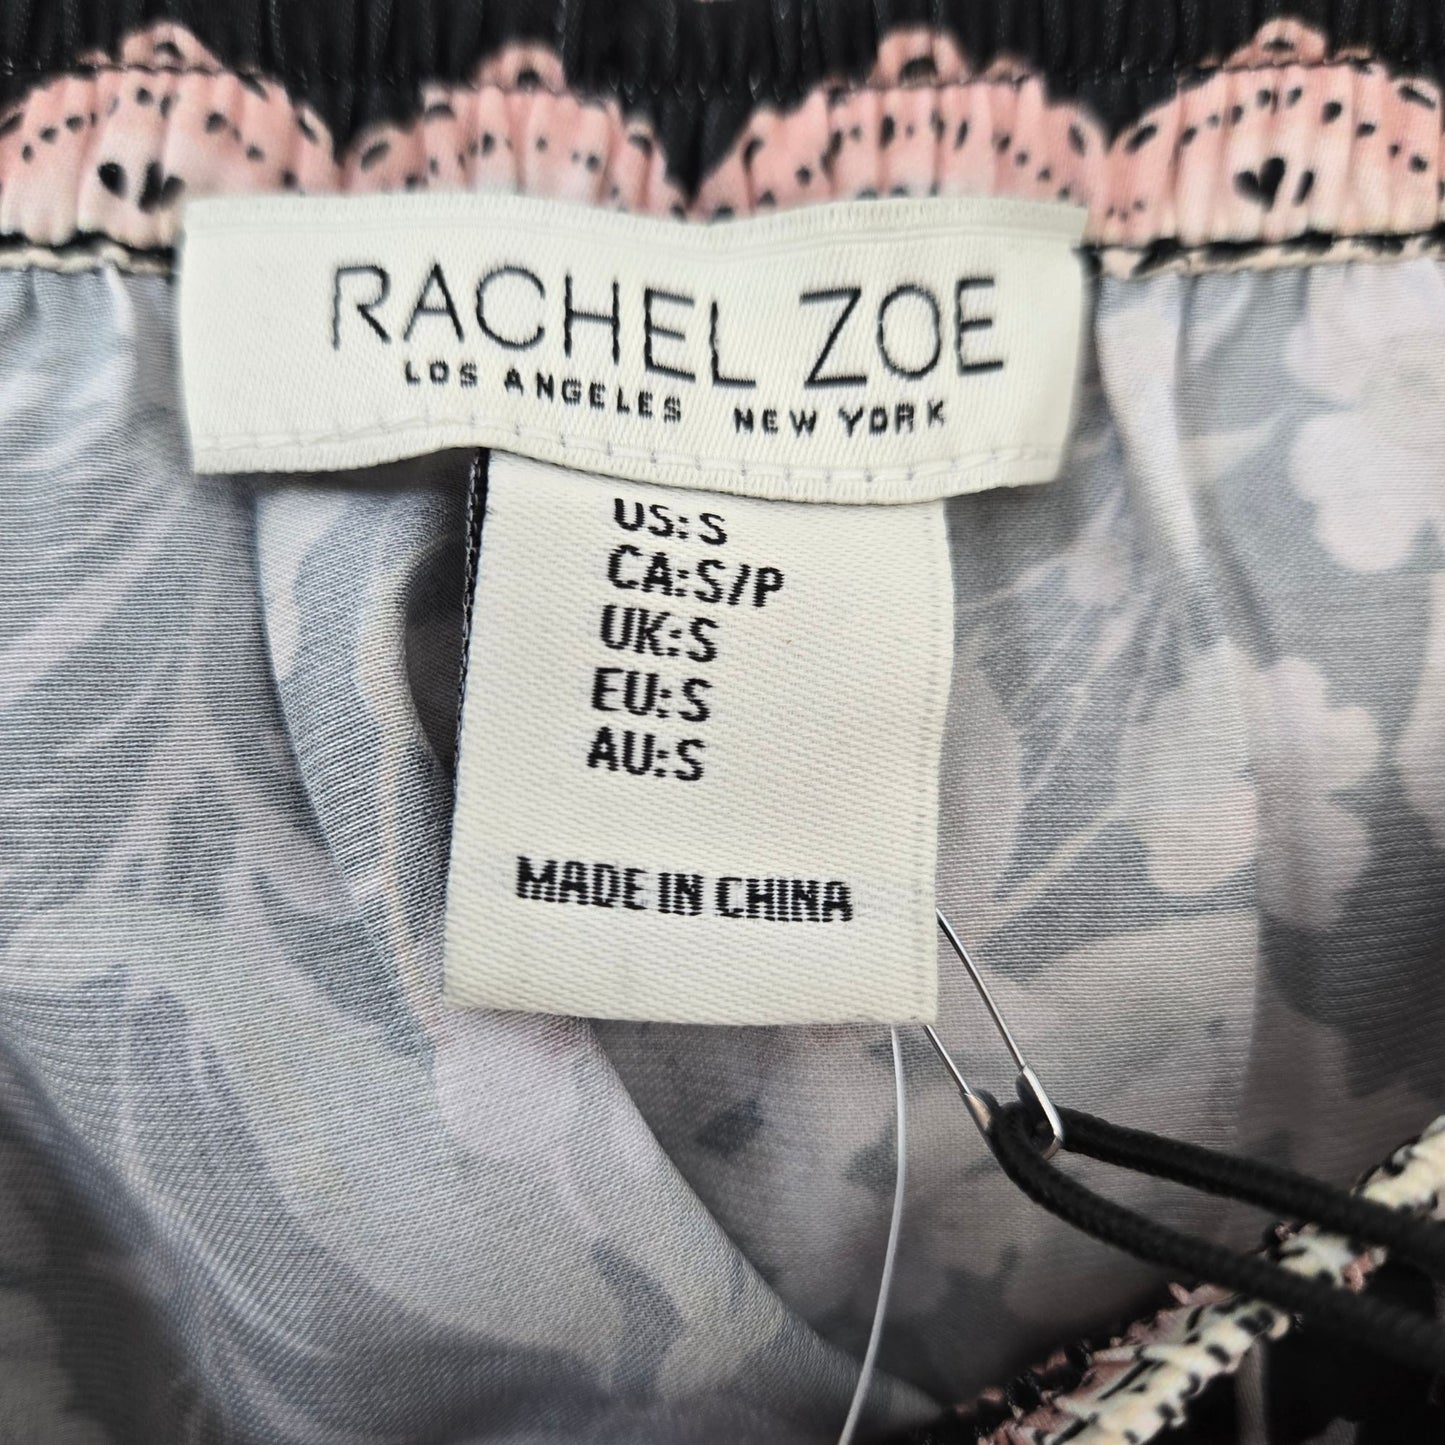 RACHEL ZOE
LOS ANGELES NEW YORK
US: S
CA: S/P
UK: S
EU: S
AU: S
MADE IN CHINA